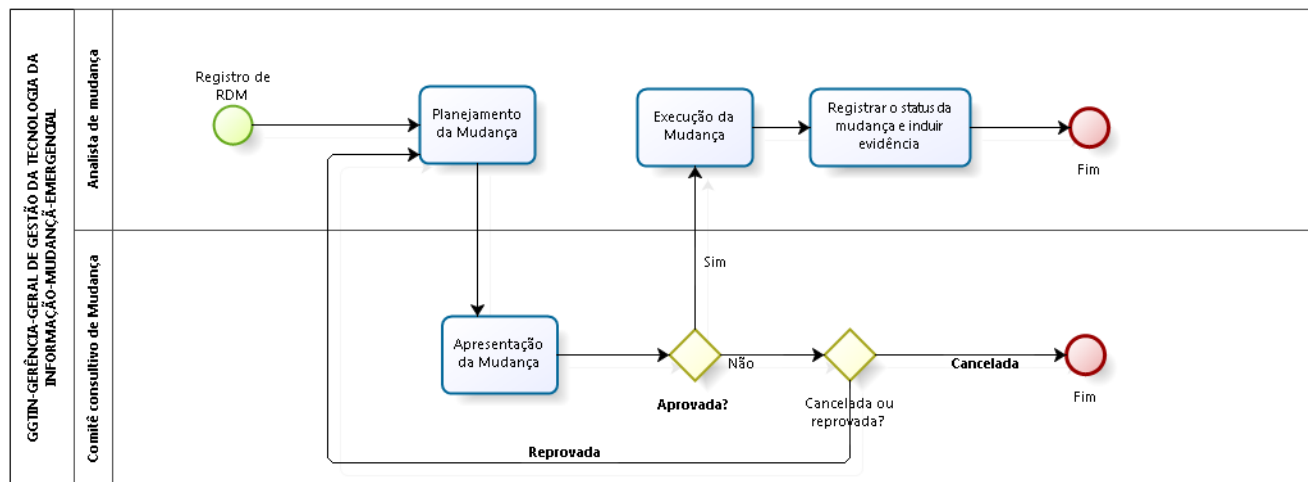 GGTIN-GERÊNCIA-GERAL DE GESTÃO DA TECNOLOGIA DA
INFORMAÇÃO-MUDANÇÃ-EMERGENCIAL
Analista de mudança
Registro de
RDM
Planejamento
da Mudança
Execução da
Mudança
Registrar o status da
mudança e induir
evidência
Fim
Comitê consultivo de Mudança
Apresentação
da Mudança
Sim
Aprovada?
Não
Cancelada ou
reprovada?
Cancelada
Fim
Reprovada